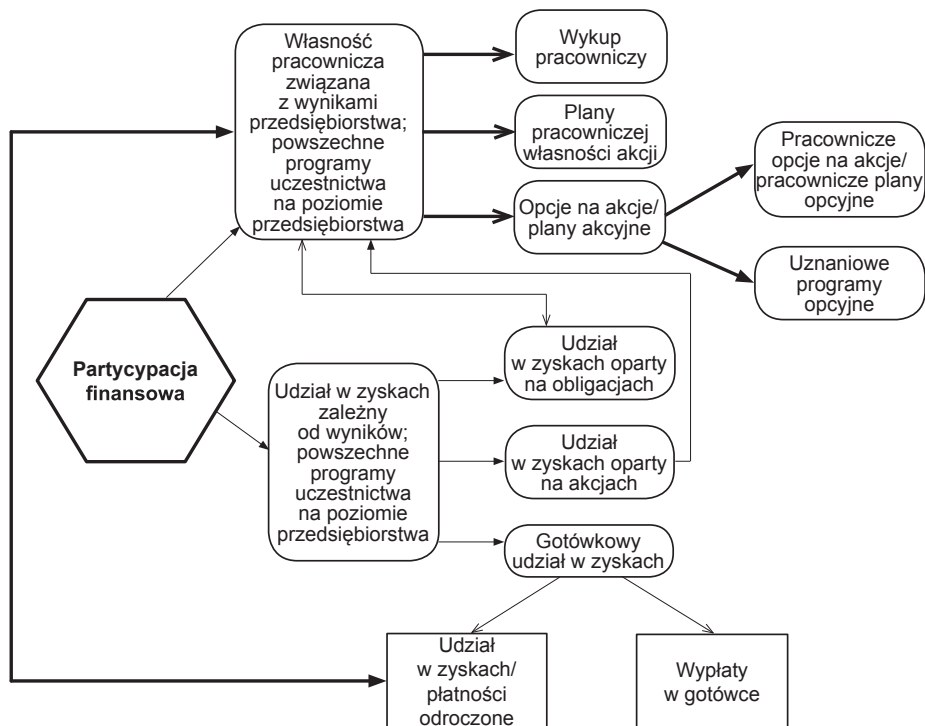 Własność
pracownicza
związana
z wynikami
przedsiębiorstwa;
powszechne
programy
uczestnictwa
na poziomie
przedsiębiorstwa
Wykup
pracowniczy
Plany
pracowniczej
własności akcji
Opcje na akcje/
plany akcyjne
Pracownicze
opcje na akcje/
pracownicze plany
opcyjne
Uznaniowe
programy
opcyjne
Partycypacja
finansowa
Udział w zyskach
zależny
od wyników;
powszechne
programy
uczestnictwa
na poziomie
przedsiębiorstwa
Udział
w zyskach oparty
na obligacjach
Udział
w zyskach oparty
na akcjach
Gotówkowy
udział w zyskach
Udział
w zyskach/
płatności
odroczone
Wypłaty
w gotówce